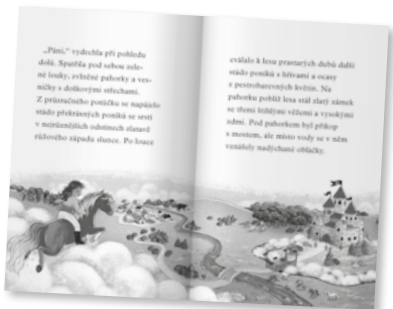 „Páni,“ vydechla při pohledu
dolů. Spatřila pod sebou zele-
né louky, zvlněné pahorky a ves-
ničky s doškovými střechami.
Z průzračného potůčku se napájelo
stádo překrásných poníků se srstí
v nejrůznějších odstínech zlatavě
růžového západu slunce. Po louce
cválalo k lesu prastarých dubů další
stádo poníků s hřívami a ocasy
z pestrobarevných květin. Na
pahorku poblíž lesa stál zlatý zámek
se třemi štíhlými věžemi a vysokými
zdmi. Pod pahorkem byl příkop
s mostem, ale místo vody se v něm
vznášely nadýchané obláčky.